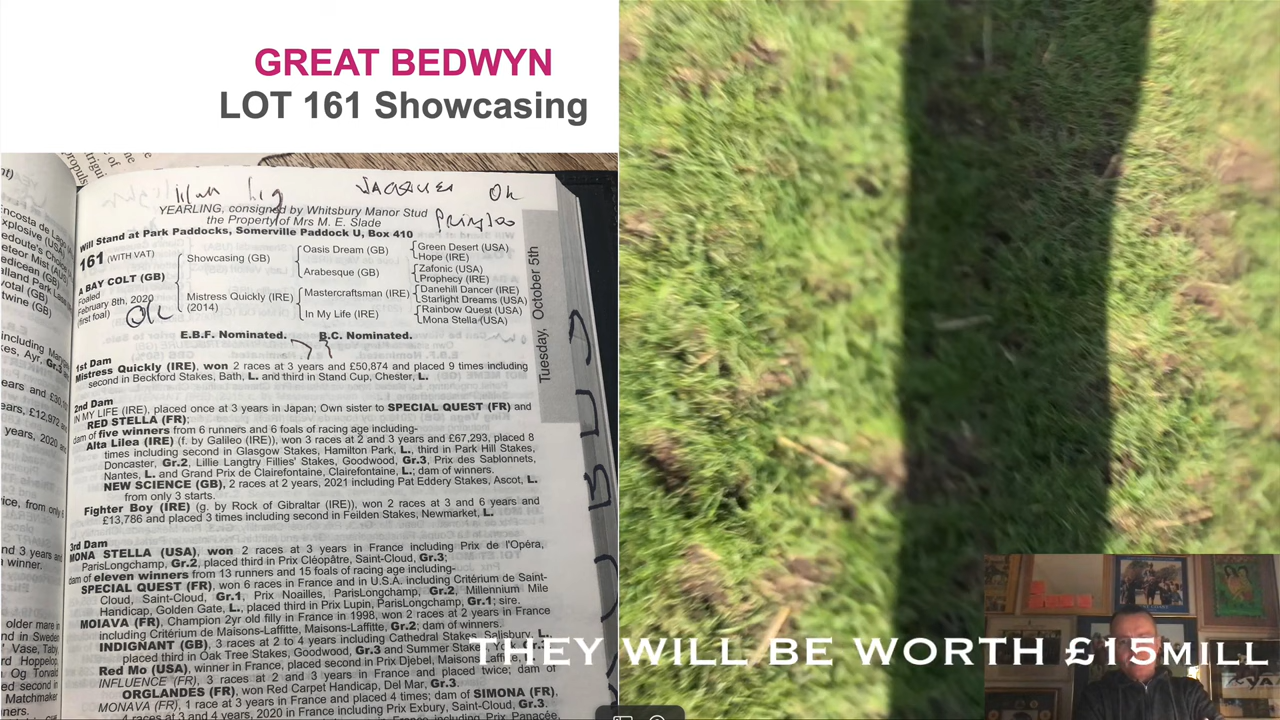 GREAT BEDWYN
LOT 161 Showcasing
OK
YEARLING, consigned by Whitsbury Manor Stud
the Property of Mrs M. E. Slade
Will Stand at Park Paddocks, Somerville Paddock U, Box 410
161 (WITH VAT)
A BAY COLT (GB)
Foaled
February 8th, 2020
(first foal)
OK
Showcasing (GB)
Mistress Quickly (IRE)
(2014)
Oasis Dream (GB)
Arabesque (GB)
Mastercraftsman (IRE)
In My Life (IRE)
Green Desert (USA)
Hope (IRE)
Zafonic (USA)
Prophecy (IRE)
Danehill Dancer (IRE)
Starlight Dreams (USA)
Rainbow Quest (USA)
Mona Stella (USA)
E.B.F. Nominated. B.C. Nominated.
Tuesday, October 5th
1st Dam
Mistress Quickly (IRE), won 2 races at 3 years and £50,874 and placed 9 times including
second in Beckford Stakes, Bath, L. and third in Stand Cup, Chester, L.
2nd Dam
IN MY LIFE (IRE), placed once at 3 years in Japan; Own sister to SPECIAL QUEST (FR) and
RED STELLA (FR);
dam of five winners from 6 runners and 6 foals of racing age including-
Alta Lilea (IRE) (f. by Galileo (IRE)), won 3 races at 2 and 3 years and £67,293, placed 8
times including second in Glasgow Stakes, Hamilton Park, L., third in Park Hill Stakes,
Doncaster, Gr.2, Lillie Langtry Fillies' Stakes, Goodwood, Gr.3, Prix des Sablonnets,
Nantes, L. and Grand Prix de Clairefontaine, Clairefontaine, L.; dam of winners.
NEW SCIENCE (GB), 2 races at 2 years, 2021 including Pat Eddery Stakes, Ascot, L.
from only 3 starts.
Fighter Boy (IRE) (g. by Rock of Gibraltar (IRE)), won 2 races at 3 and 6 years and
£13,786 and placed 3 times including second in Feilden Stakes, Newmarket, L.
3rd Dam
MONA STELLA (USA), won 2 races at 3 years in France including Prix de l'Opéra,
ParisLongchamp, Gr.2, placed third in Prix Cléopâtre, Saint-Cloud, Gr.3;
dam of eleven winners from 13 runners and 15 foals of racing age including-
SPECIAL QUEST (FR), won 6 races in France and in U.S.A. including Critérium de Saint-
Cloud, Saint-Cloud, Gr.1, Prix Noailles, ParisLongchamp, Gr.2, Millennium Mile
Handicap, Golden Gate, L., placed third in Prix Lupin, ParisLongchamp, Gr.1; sire.
MOIAVA (FR), Champion 2yr old filly in France in 1998, won 2 races at 2 years in France
including Critérium de Maisons-Laffitte, Maisons-Laffitte, Gr.2; dam of winners.
INDIGNANT (GB), 3 races at 2 to 4 years including Cathedral Stakes, Salisbury, L.,
placed third in Oak Tree Stakes, Goodwood, Gr.3 and Summer Stakes
Red Mo (USA), winner in France, placed second in Prix Djebel, Maisons-Laffitte
INFLUENCE (FR), 3 races at 2 and 3 years in France and placed twice; dam of
ORGLANDES (FR), won Red Carpet Handicap, Del Mar, Gr.3.
MONAVA (FR), 1 race at 3 years in France and placed 4 times; dam of SIMONA (FR),
4 races at 3 and 4 years, 2020 in France including Prix Exbury, Saint-Cloud, Gr.3.
THEY WILL BE WORTH £15MILL